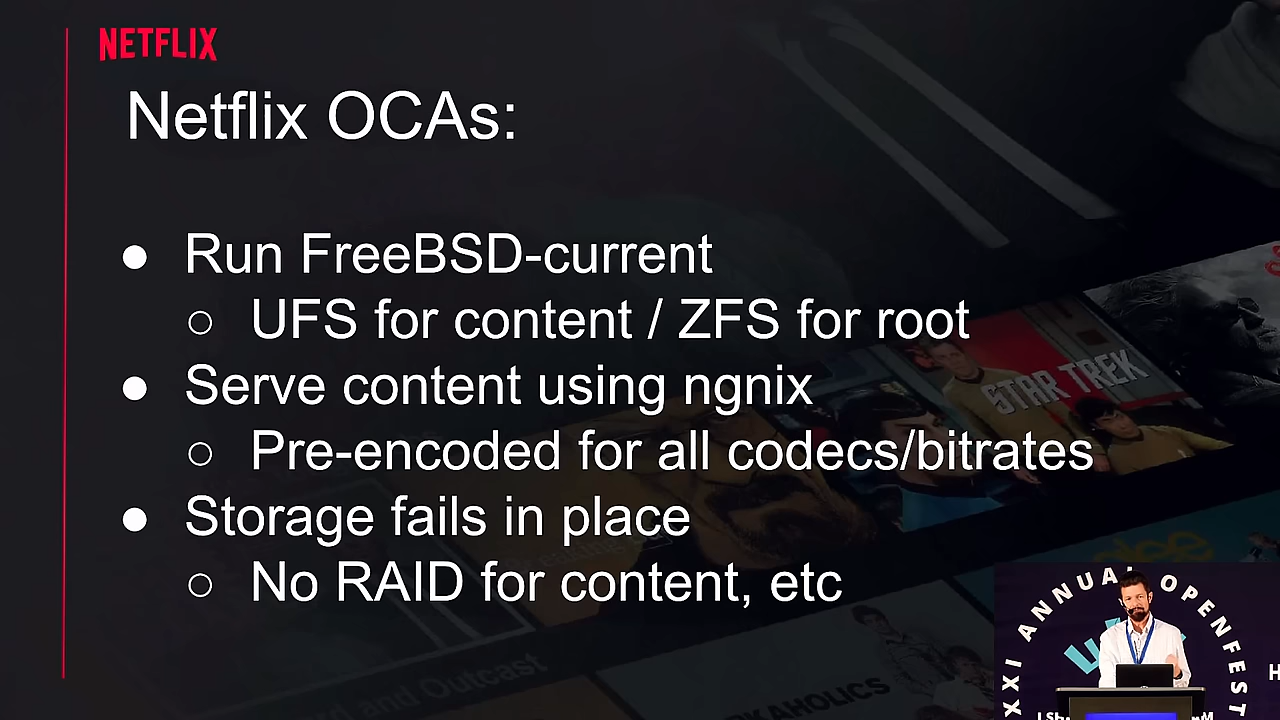 NETFLIX
Netflix OCAs:
● Run FreeBSD-current
○ UFS for content / ZFS for root
● Serve content using ngnix
○ Pre-encoded for all codecs/bitrates
● Storage fails in place
○ No RAID for content, etc
STAR TREK
XXI ANNUAL OPENFEST